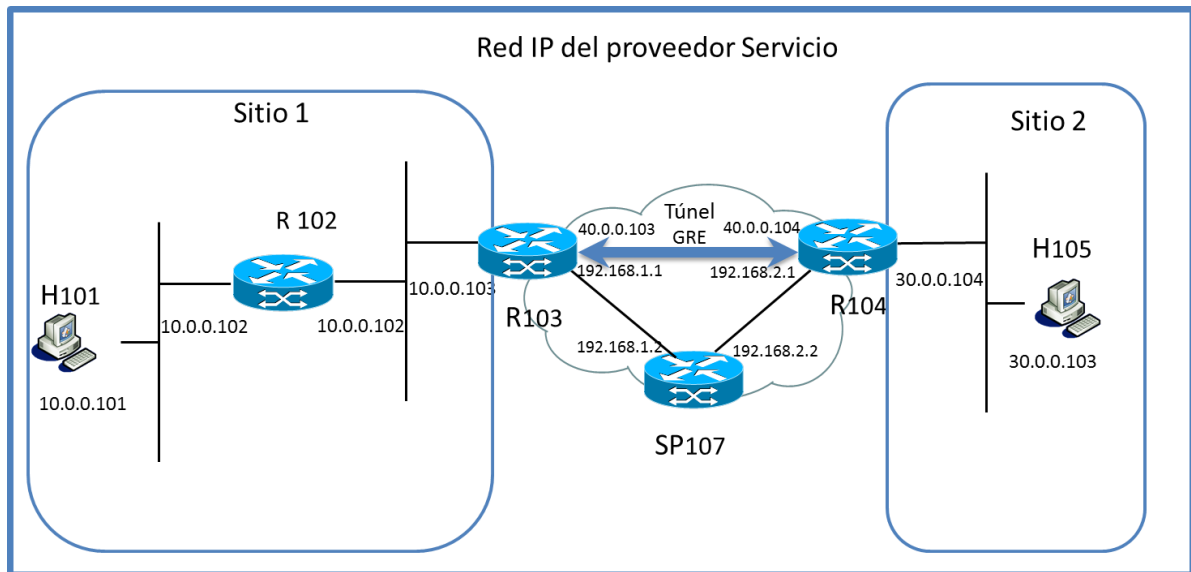 Red IP del proveedor Servicio
Sitio 1
Sitio 2
R 102
H101
10.0.0.101
10.0.0.102
10.0.0.102
10.0.0.103
R103
40.0.0.103
Túnel
GRE
40.0.0.104
192.168.1.1
192.168.2.1
192.168.1.2
192.168.2.2
SP107
R104
30.0.0.104
H105
30.0.0.103